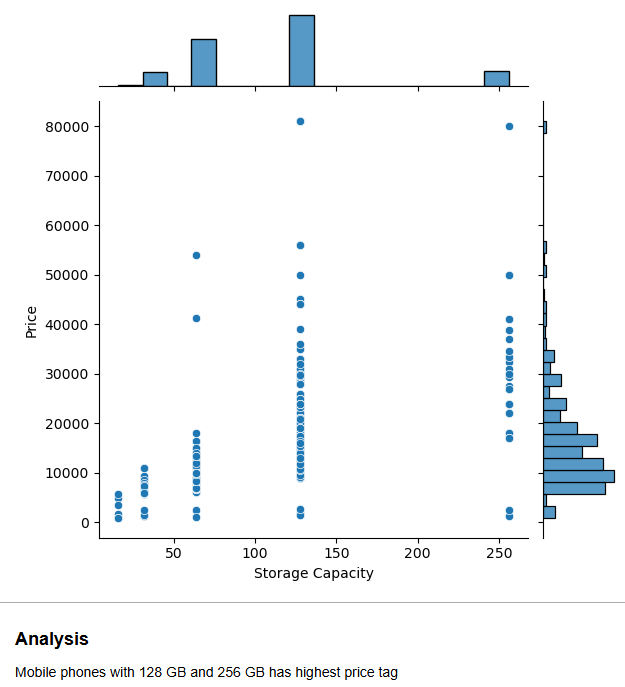 80000
70000
60000
50000
40000
30000
20000
10000
0
Price
50 100 150 200 250
Storage Capacity
Analysis
Mobile phones with 128 GB and 256 GB has highest price tag